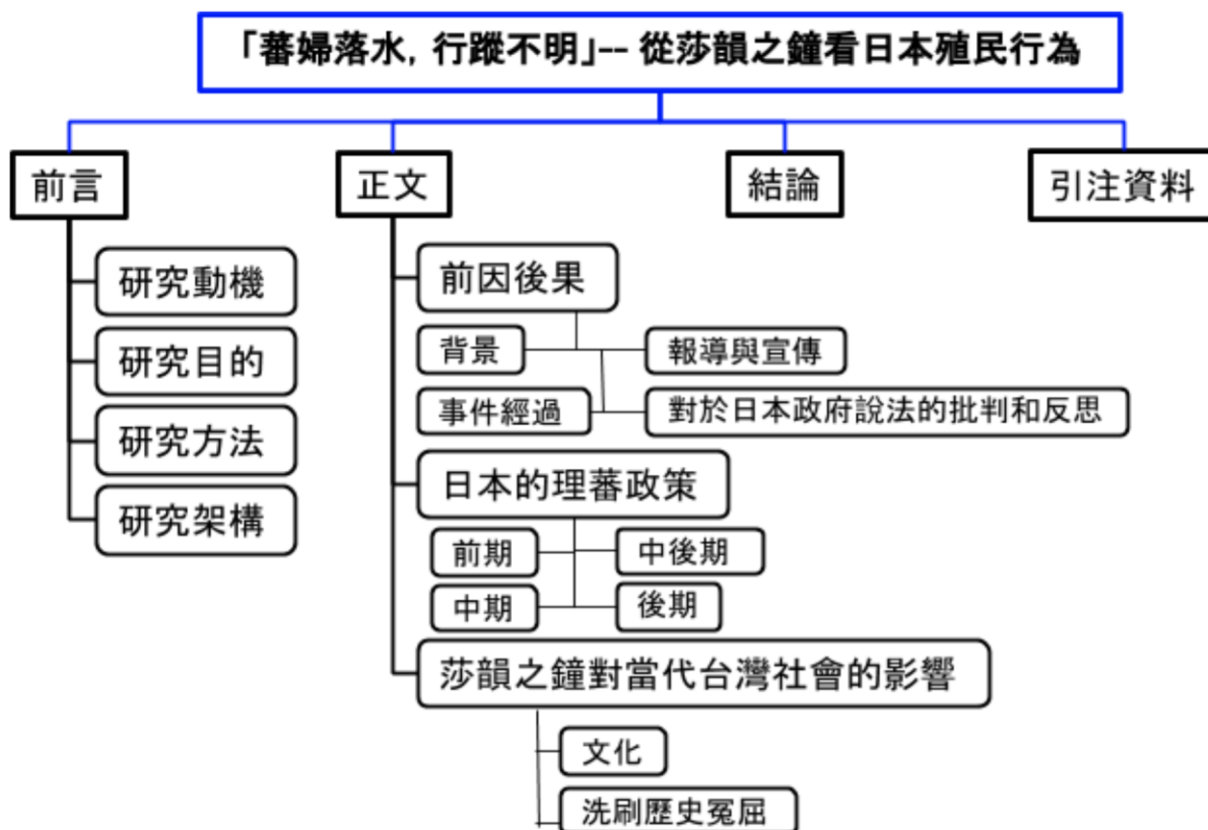 「蕃婦落水，行蹤不明」-- 從莎韻之鐘看日本殖民行為
前言
正文
結論
引注資料
研究動機
研究目的
研究方法
研究架構
前因後果
背景
報導與宣傳
事件經過
對於日本政府說法的批判和反思
日本的理蕃政策
前期
中後期
中期
後期
莎韻之鐘對當代台灣社會的影響
文化
洗刷歷史冤屈